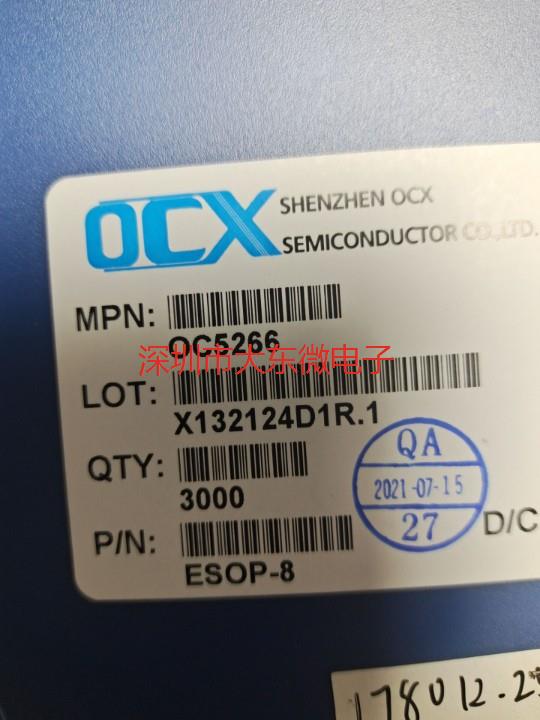 OCX SHENZHEN OCX
SEMICONDUCTOR CO.,LTD.
MPN:
OC5266
深圳市大东微电子
LOT:
X132124D1R.1
QTY:
3000
QA
2021-07-15
27
D/C
P/N:
ESOP-8